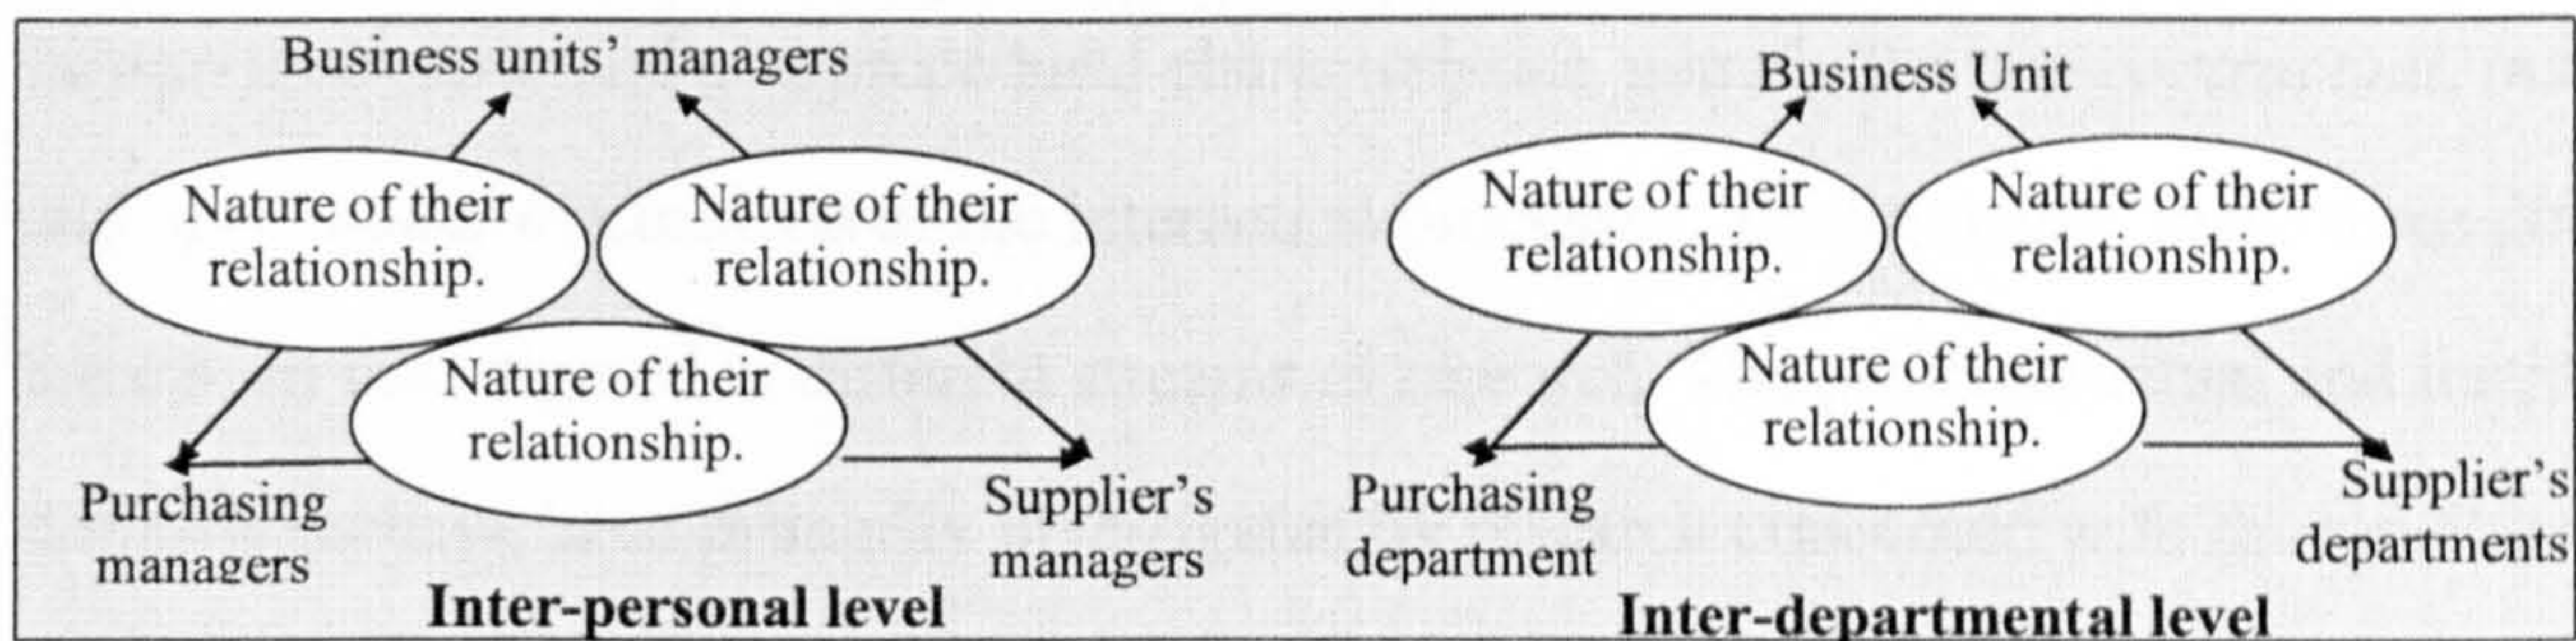 Business units' managers
Nature of their
relationship.
Nature of their
relationship.
Nature of their
relationship.
Purchasing
managers
Supplier's
managers
Inter-personal level
Business Unit
Nature of their
relationship.
Nature of their
relationship.
Nature of their
relationship.
Purchasing
department
Supplier's
departments
Inter-departmental level